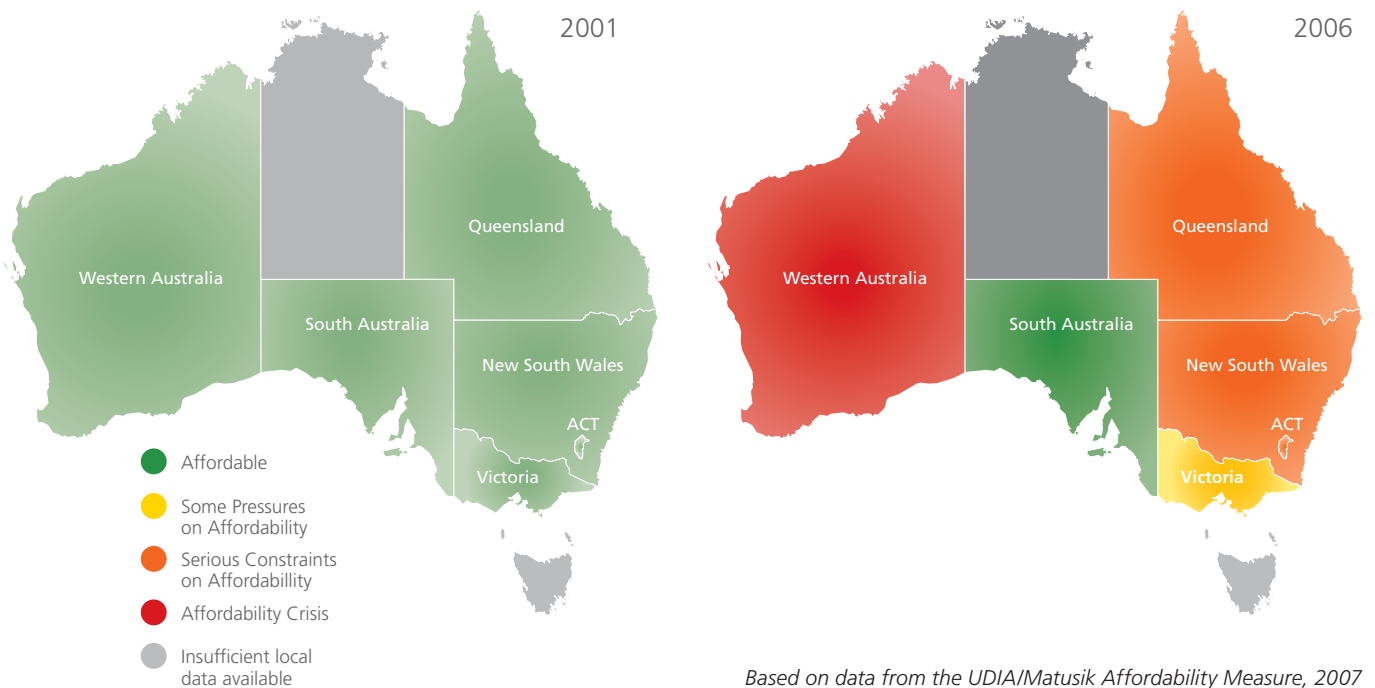 2001
Queensland
Western Australia
South Australia
New South Wales
ACT
Victoria
Affordable
Some Pressures
on Affordability
Serious Constraints
on Affordabillity
Affordability Crisis
Insufficient local
data available
2006
Queensland
Western Australia
South Australia
New South Wales
ACT
Victoria
Based on data from the UDIA/Matusik Affordability Measure, 2007